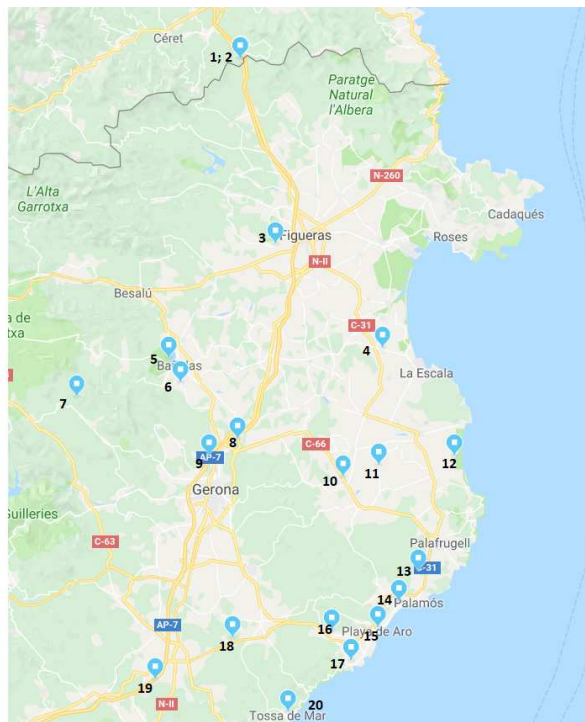 Céret
1; 2
Paratge
Natural
l'Albera
N-260
L'Alta
Garrotxa
Cadaqués
3
Figueras
Roses
N-II
Besalú
C-31
4
5
6
La Escala
7
8
C-66
12
9
AP-7
11
10
Gerona
Guilleries
C-63
Palafrugell
13
C-31
14
Palamós
16
15
Playa de Aro
AP-7
18
17
19
N-II
20
Tossa de Mar